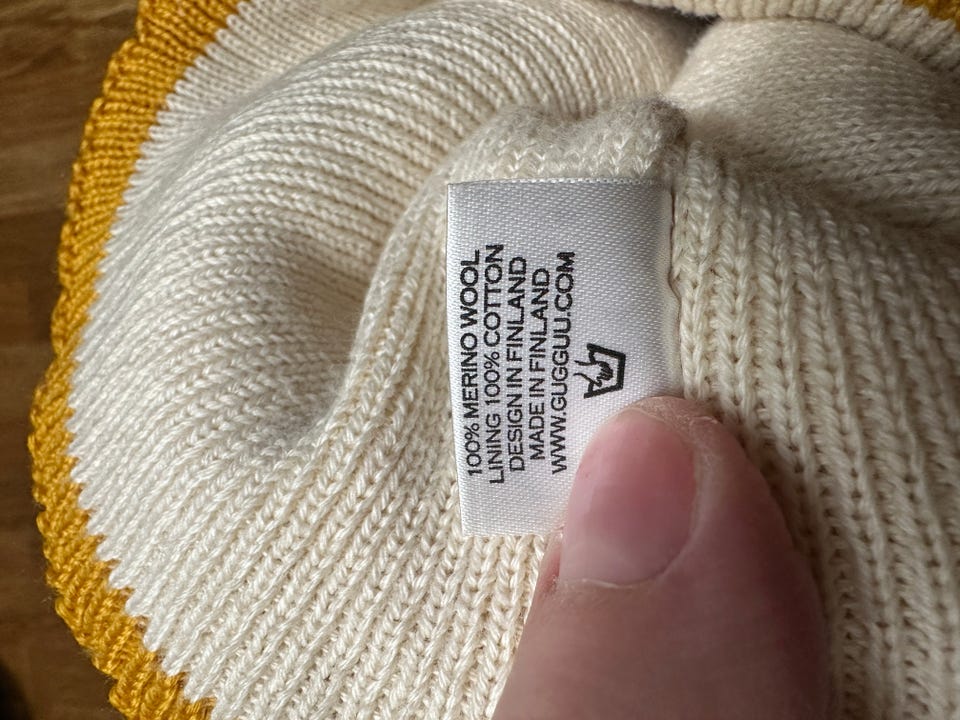 100% MERINO WOOL
LINING 100% COTTON
DESIGN IN FINLAND
MADE IN FINLAND
WWW.GUGGUU.COM